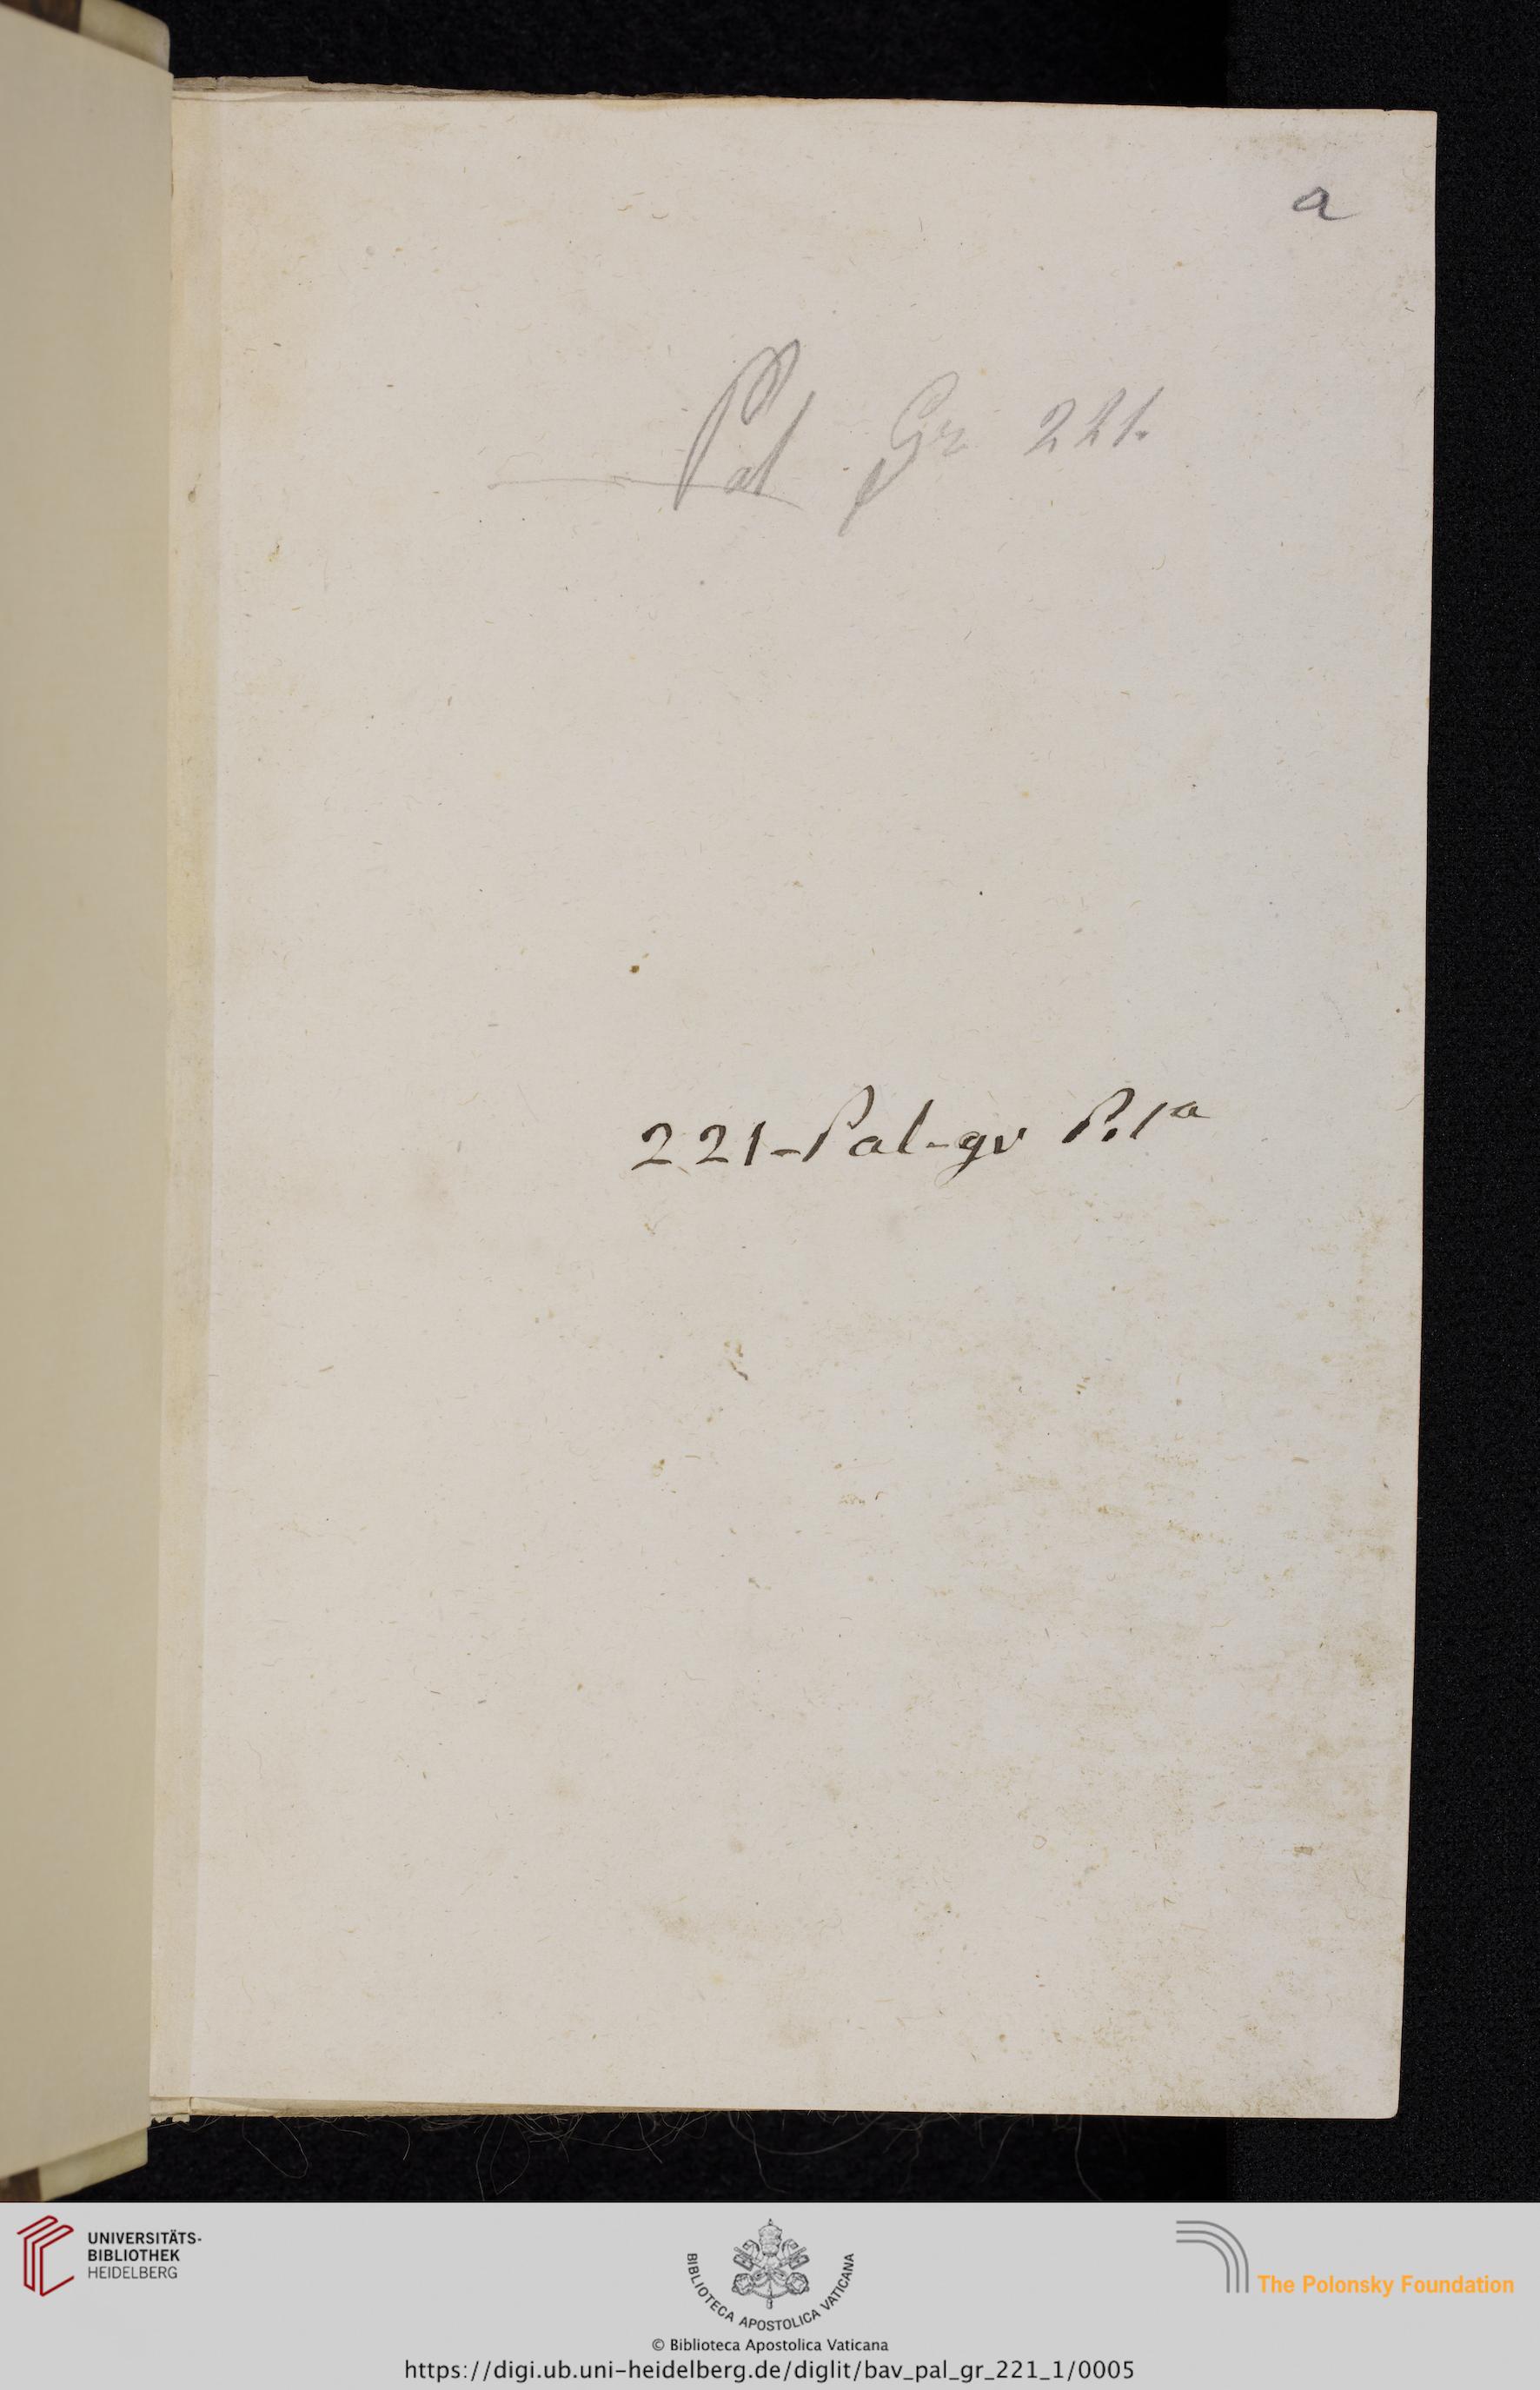 a
Pal. Gr 221.
221-Pal-gr P. 1a
UNIVERSITÄTS-
BIBLIOTHEK
HEIDELBERG
BIBLIOTECA APOSTOLICA VATICANA
The Polonsky Foundation
© Biblioteca Apostolica Vaticana
https://digi.ub.uni-heidelberg.de/diglit/bav_pal_gr_221_1/0005